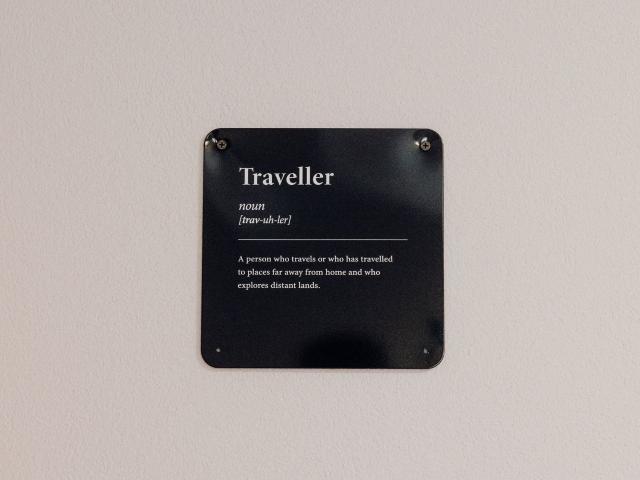 Traveller
noun
[trav-uh-ler]
A person who travels or who has travelled
to places far away from home and who
explores distant lands.